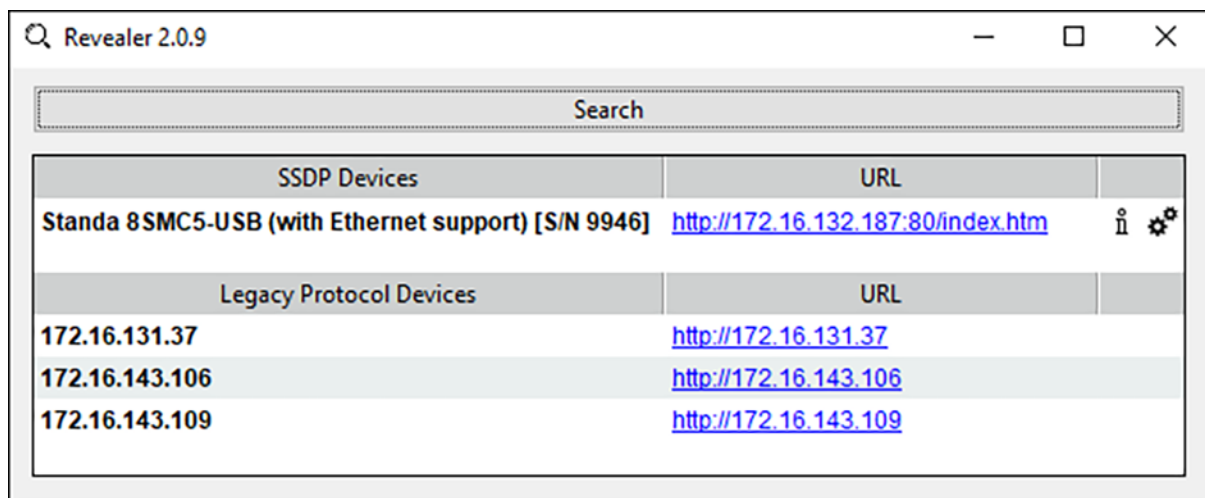 Revealer 2.0.9
Search
SSDP Devices URL
Standa 8SMC5-USB (with Ethernet support) [S/N 9946] http://172.16.132.187:80/index.htm
Legacy Protocol Devices URL
172.16.131.37 http://172.16.131.37
172.16.143.106 http://172.16.143.106
172.16.143.109 http://172.16.143.109